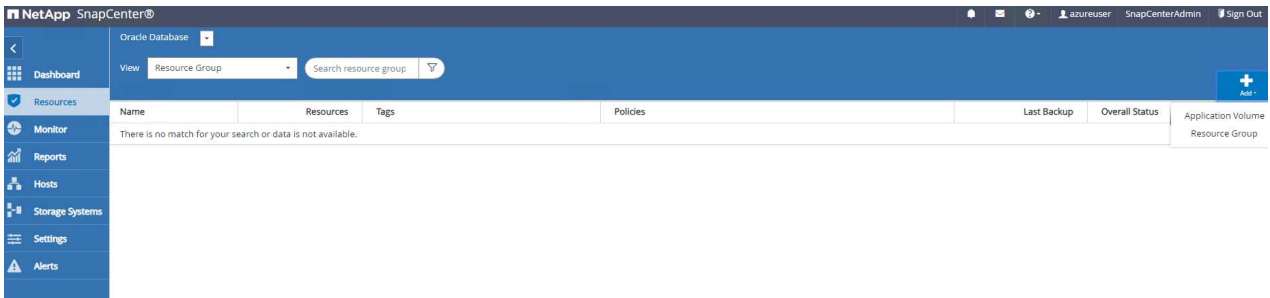 NetApp SnapCenter®
azureuser SnapCenterAdmin Sign Out
Oracle Database
View Resource Group Search resource group
Add
Dashboard
Resources
Monitor
Reports
Hosts
Storage Systems
Settings
Alerts
Name Resources Tags Policies Last Backup Overall Status
There is no match for your search or data is not available.
Application Volume
Resource Group